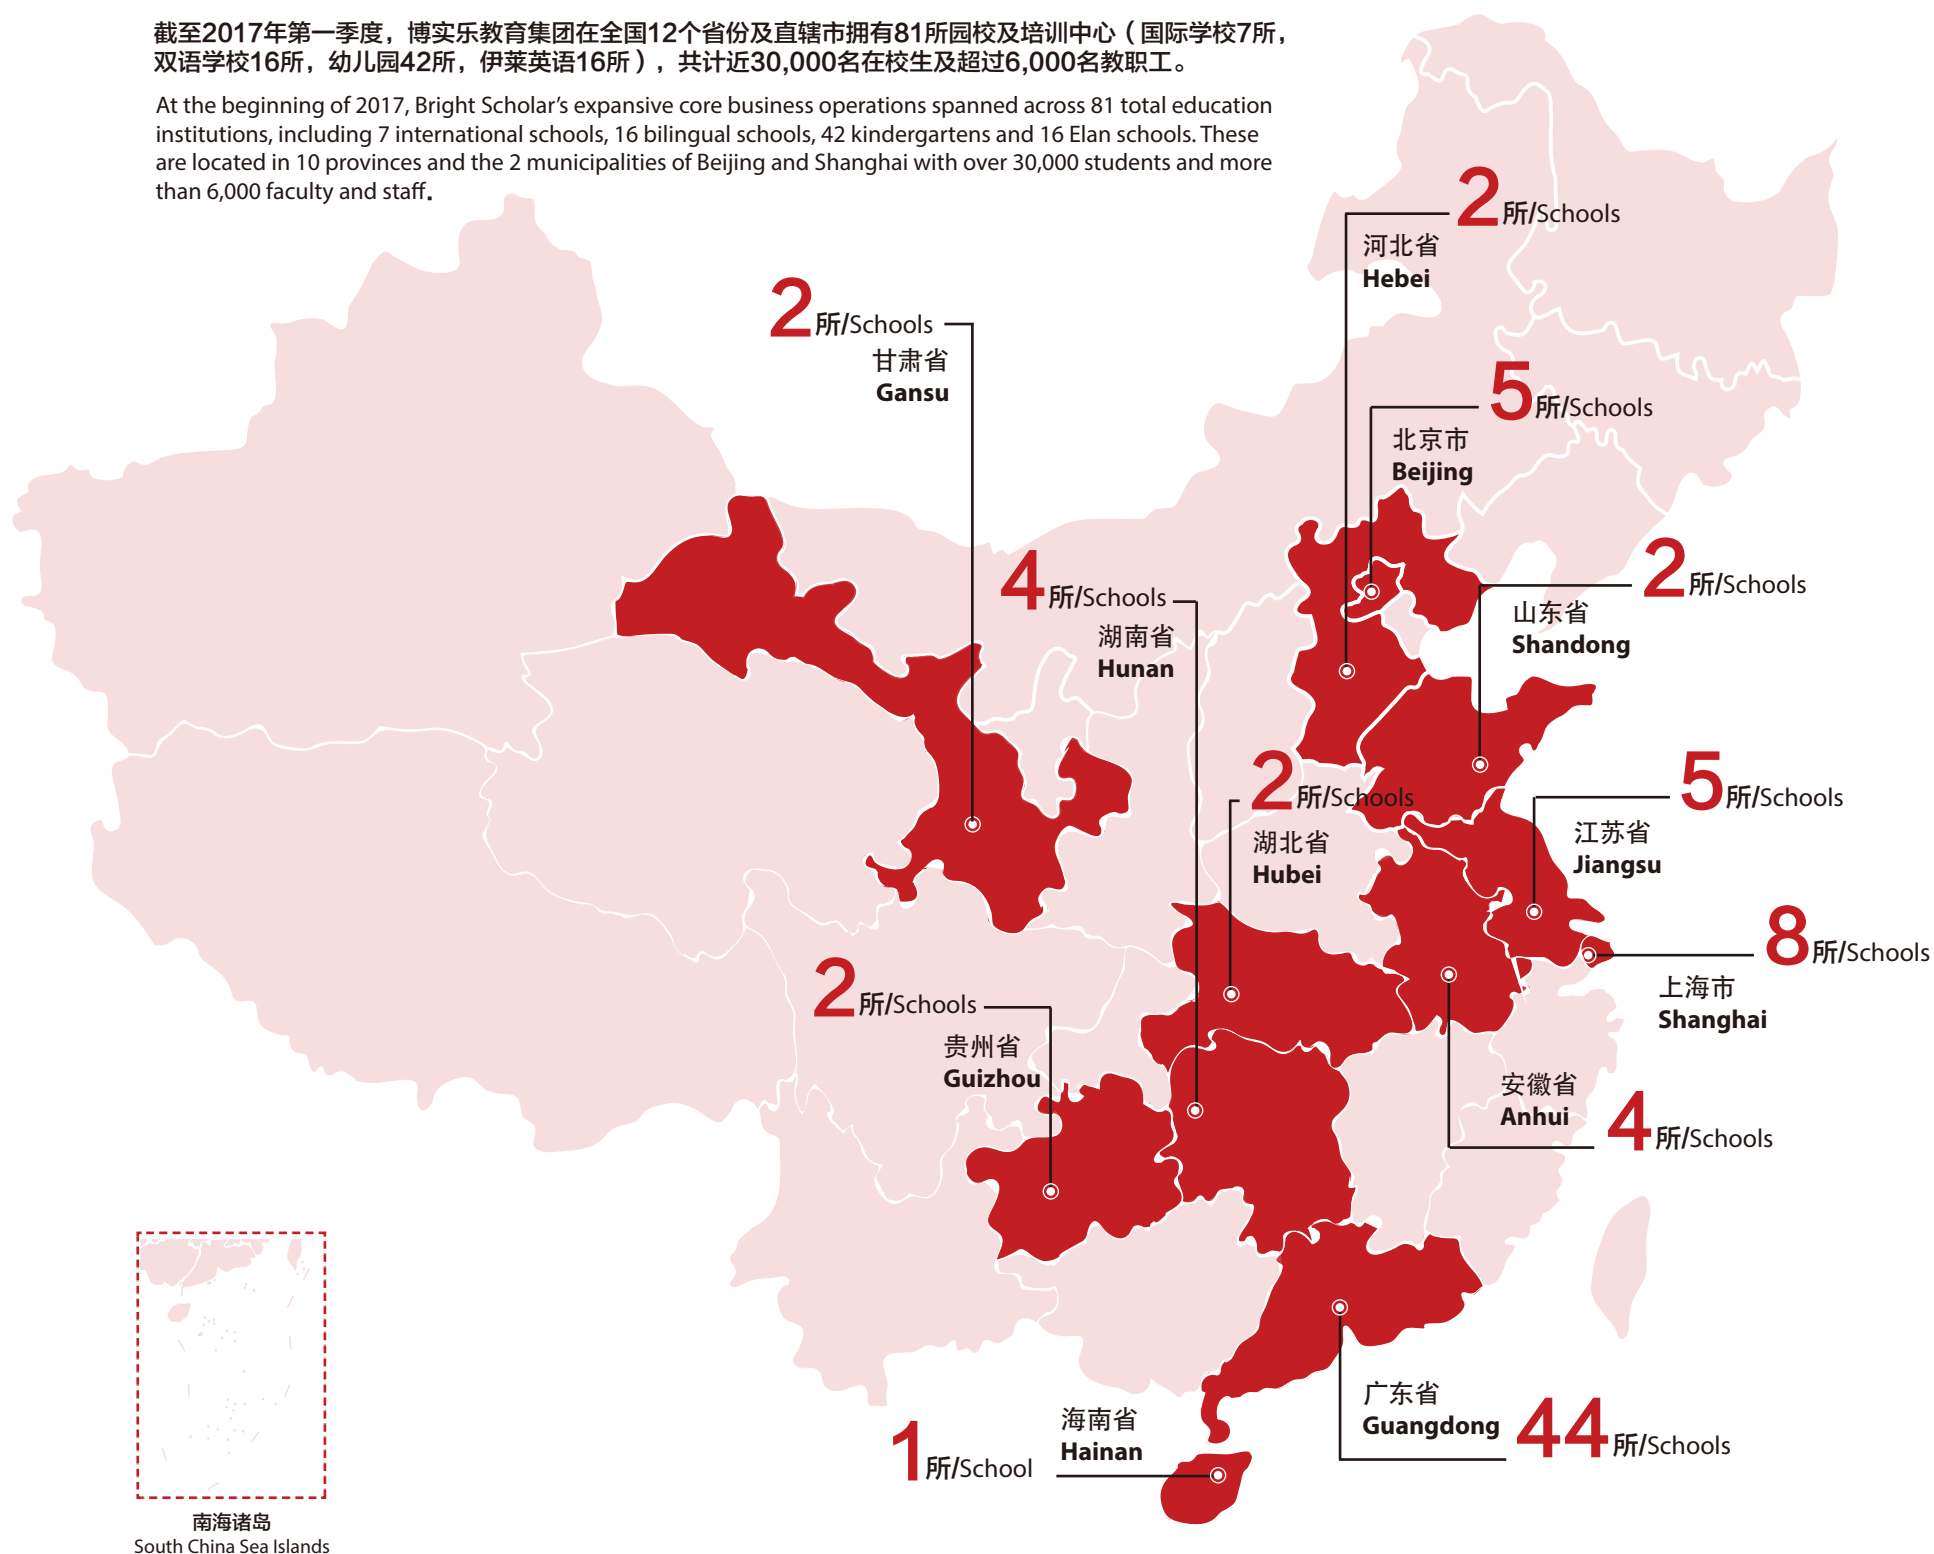 截至2017年第一季度，博实乐教育集团在全国12个省份及直辖市拥有81所园校及培训中心（国际学校7所，
双语学校16所，幼儿园42所，伊莱英语16所），共计近30,000名在校生及超过6,000名教职工。
At the beginning of 2017, Bright Scholar’s expansive core business operations spanned across 81 total education
institutions, including 7 international schools, 16 bilingual schools, 42 kindergartens and 16 Elan schools. These
are located in 10 provinces and the 2 municipalities of Beijing and Shanghai with over 30,000 students and more
than 6,000 faculty and staff.
2所/Schools
河北省
Hebei
2所/Schools
甘肃省
Gansu
5所/Schools
北京市
Beijing
4所/Schools
湖南省
Hunan
2所/Schools
山东省
Shandong
2所/Schools
湖北省
Hubei
5所/Schools
江苏省
Jiangsu
8所/Schools
上海市
Shanghai
2所/Schools
贵州省
Guizhou
安徽省
Anhui
4所/Schools
广东省
Guangdong
44所/Schools
1所/School
海南省
Hainan
南海诸岛
South China Sea Islands